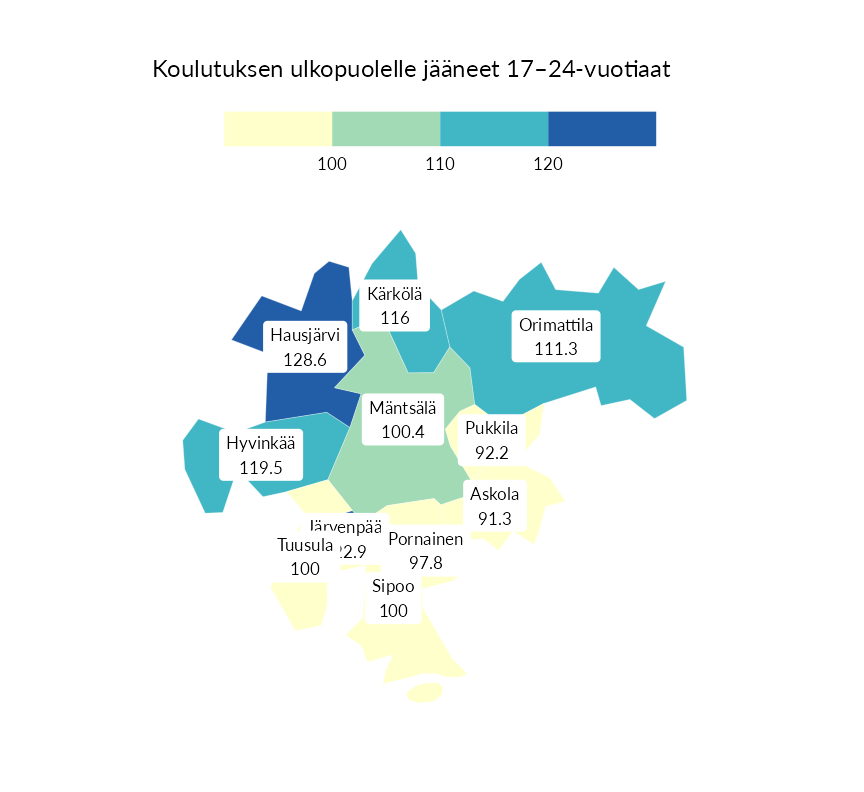 Koulutuksen ulkopuolelle jääneet 17–24-vuotiaat
100
110
120
Kärkölä
116
Orimattila
111.3
Hausjärvi
128.6
Mäntsälä
100.4
Pukkila
92.2
Hyvinkää
119.5
Askola
91.3
Järvenpää
22.9
Pornainen
97.8
Tuusula
100
Sipoo
100